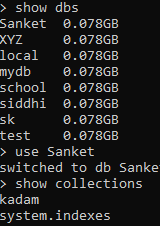 > show dbs
Sanket 0.078GB
XYZ 0.078GB
local 0.078GB
mydb 0.078GB
school 0.078GB
siddhi 0.078GB
sk 0.078GB
test 0.078GB
> use Sanket
switched to db Sanket
> show collections
kadam
system.indexes